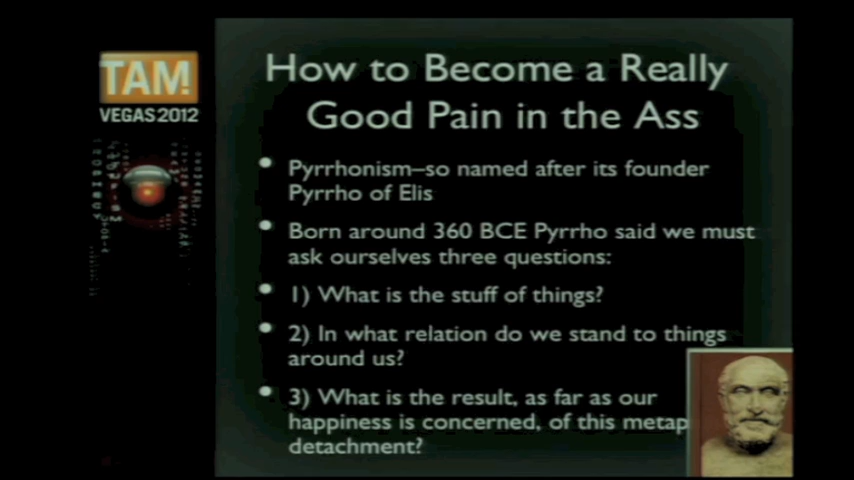 TAM!
VEGAS 2012
How to Become a Really
Good Pain in the Ass
Pyrrhonism–so named after its founder
Pyrrho of Elis
Born around 360 BCE Pyrrho said we must
ask ourselves three questions:
1) What is the stuff of things?
2) In what relation do we stand to things
around us?
3) What is the result, as far as our
happiness is concerned, of this metap
detachment?